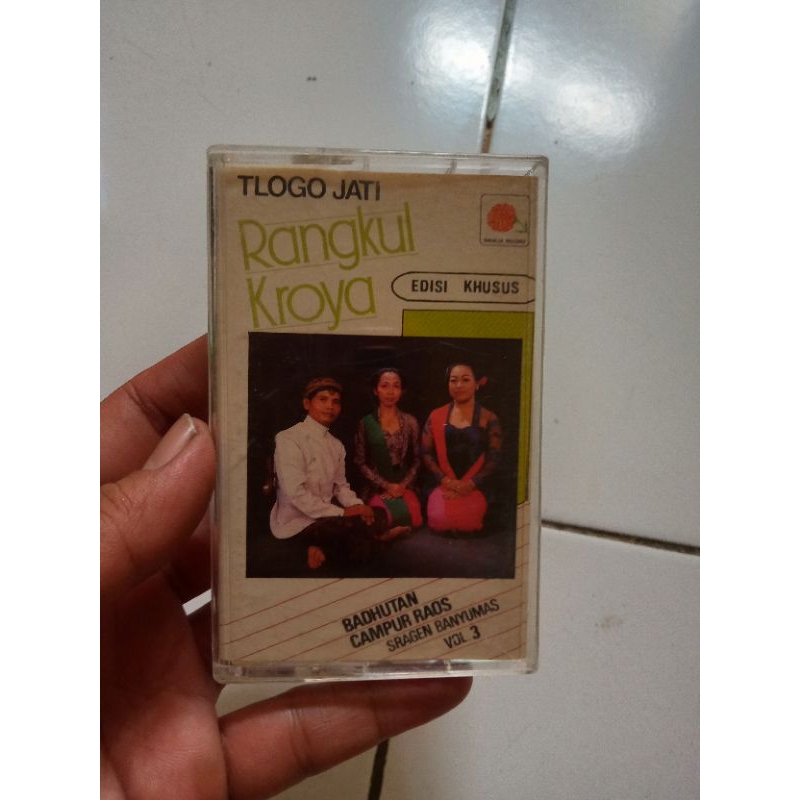 TLOGO JATI
Rangkul
Kroya
EDISI KHUSUS
BADHUTAN
CAMPUR RAOS
SRAGEN BANYUMAS
VOL 3